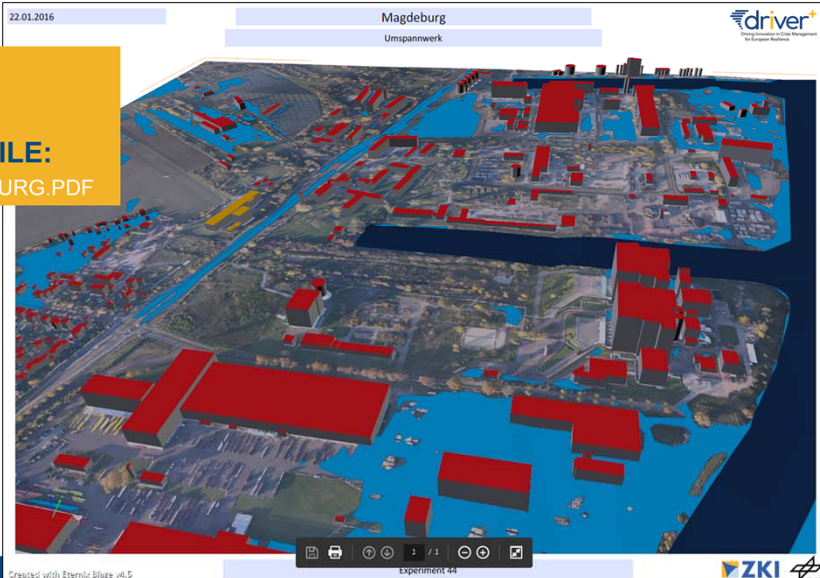 22.01.2016
Magdeburg
Umspannwerk
driver+
Driving Innovation in Crisis Management
for European Resilience
ILE:
URG.PDF
1 / 1
Created with Eternix Blaze v4.5
Experiment 44
ZKI